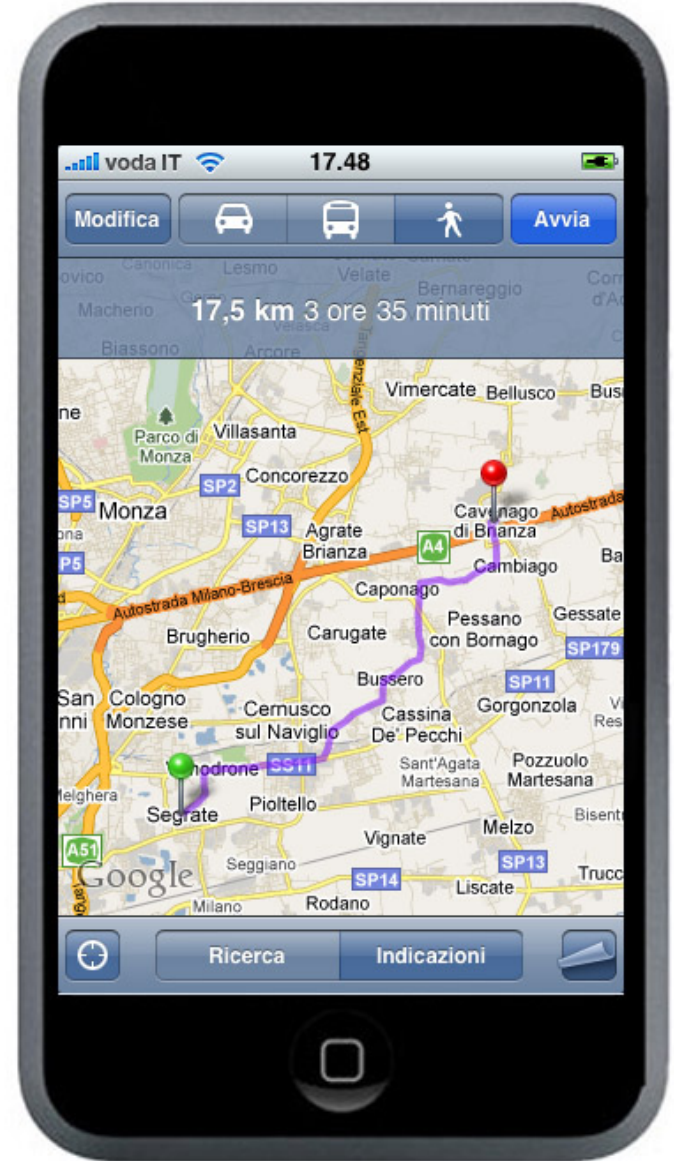 voda IT 17.48
Modifica Avvia
Canonica Lesmo
Velate
Bernareggio
Macherio
17,5 km 3 ore 35 minuti
Velasca
Biassono Arcore
Tangenziale Est
Vimercate Bellusco
Parco di
Monza
Villasanta
SP2 Concorezzo
SP5 Monza
SP13
Agrate
Brianza
Cavenago
di Brianza
Autostrada
A4
P5
Cambiago
Autostrada Milano-Brescia
Caponago
Brugherio Carugate
Pessano
con Bornago
Gessate
SP179
Bussero
SP11
San Cologno
Monzese
Cernusco
sul Naviglio
Cassina
De' Pecchi
Gorgonzola
SS11
Sant'Agata
Martesana
Pozzuolo
Martesana
Segrate Pioltello
A51
Vignate Melzo
Google Seggiano
SP14 SP13
Liscate
Milano Rodano
Ricerca Indicazioni